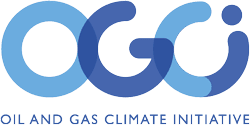 OGCi
OIL AND GAS CLIMATE INITIATIVE